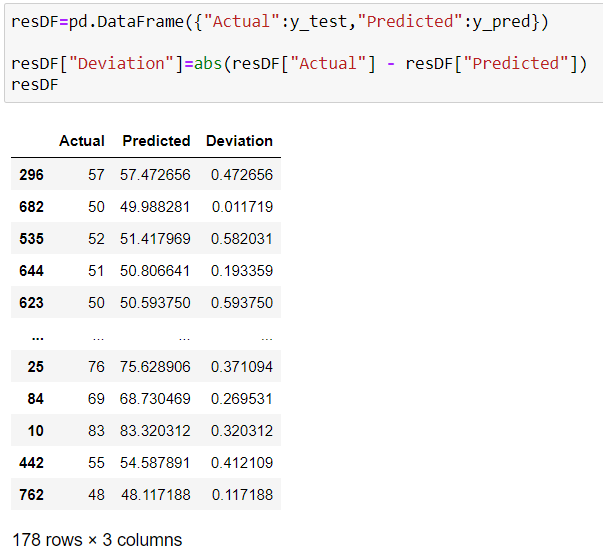 resDF=pd.DataFrame({"Actual":y_test,"Predicted":y_pred})
resDF["Deviation"]=abs(resDF["Actual"] - resDF["Predicted"])
resDF
Actual Predicted Deviation
296 57 57.472656 0.472656
682 50 49.988281 0.011719
535 52 51.417969 0.582031
644 51 50.806641 0.193359
623 50 50.593750 0.593750
... ... ... ...
25 76 75.628906 0.371094
84 69 68.730469 0.269531
10 83 83.320312 0.320312
442 55 54.587891 0.412109
762 48 48.117188 0.117188
178 rows × 3 columns